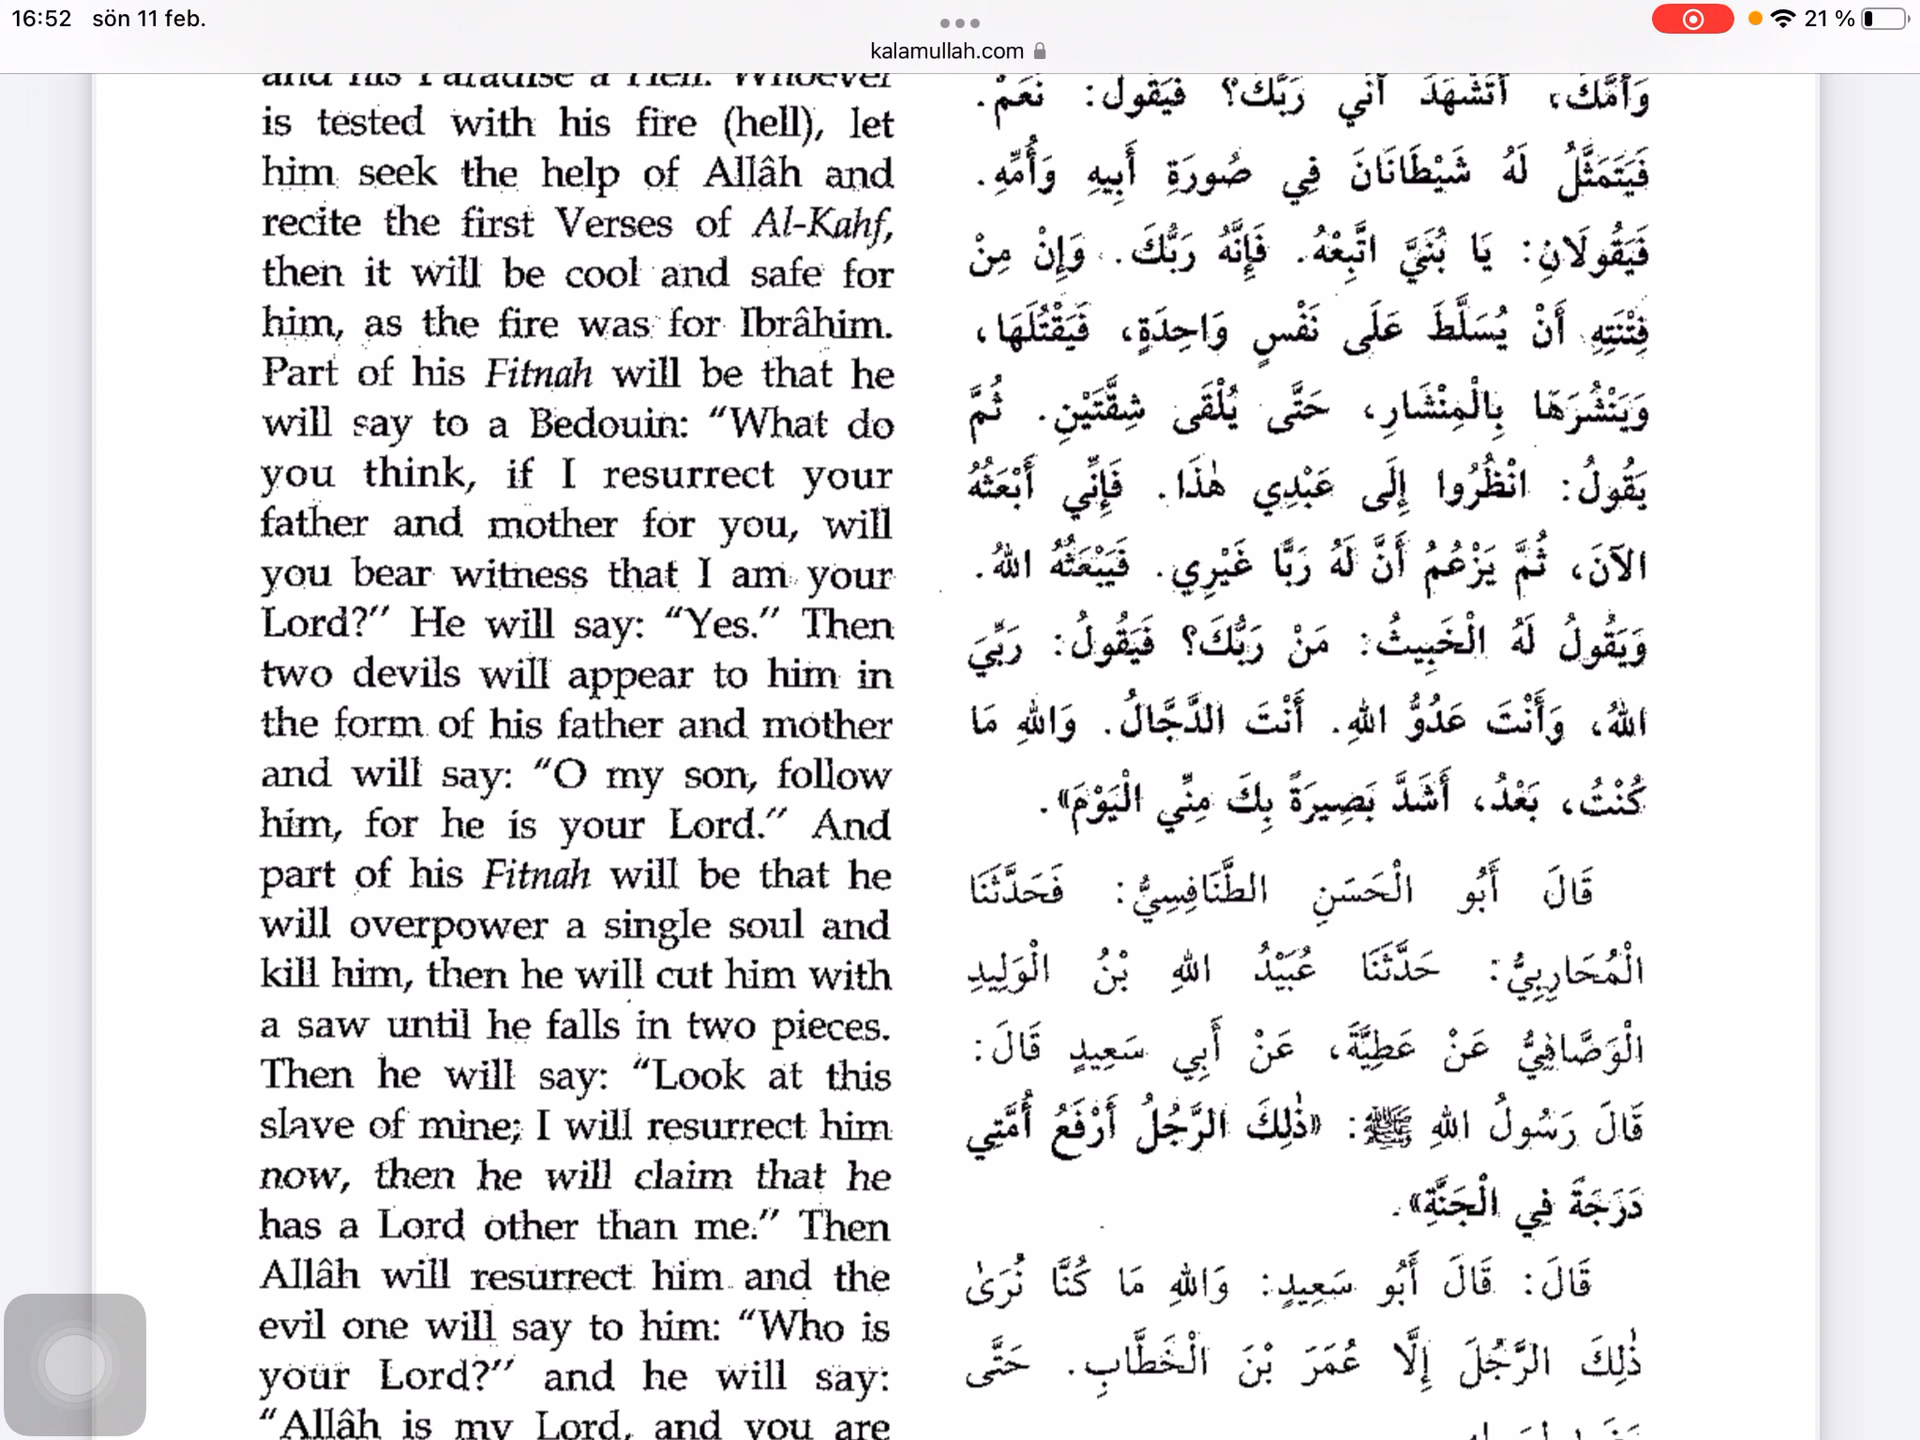 16:52 sön 11 feb.
21 %
kalamullah.com
and his Paradise a Hell. Whoever
is tested with his fire (hell), let
him seek the help of Allâh and
recite the first Verses of Al-Kahf,
then it will be cool and safe for
him, as the fire was for Ibrâhim.
Part of his Fitnah will be that he
will say to a Bedouin: “What do
you think, if I resurrect your
father and mother for you, will
you bear witness that I am your
Lord?” He will say: “Yes.” Then
two devils will appear to him in
the form of his father and mother
and will say: “O my son, follow
him, for he is your Lord.” And
part of his Fitnah will be that he
will overpower a single soul and
kill him, then he will cut him with
a saw until he falls in two pieces.
Then he will say: “Look at this
slave of mine; I will resurrect him
now, then he will claim that he
has a Lord other than me.” Then
Allâh will resurrect him and the
evil one will say to him: “Who is
your Lord?” and he will say:
“Allâh is my Lord, and you are
وَأُمَّكَ، أَتَشْهَدُ أَنِّي رَبُّكَ؟ فَيَقُولُ: نَعَمْ.
فَيَتَمَثَّلُ لَهُ شَيْطَانَانَ فِي صُورَةِ أَبِيهِ وَأُمِّهِ.
فَيَقُولَانِ: يَا بُنَيَّ اتَّبِعْهُ. فَإِنَّهُ رَبُّكَ. وَإِنْ مِنْ
فِتْنَتِهِ أَنْ يُسَلَّطَ عَلَى نَفْسٍ وَاحِدَةٍ، فَيَقْتُلَهَا،
وَيَنْشُرَهَا بِالْمِنْشَارِ، حَتَّى يُلْقَى شِقَّتَيْنِ. ثُمَّ
يَقُولُ: انْظُرُوا إِلَى عَبْدِي هٰذَا. فَإِنِّي أَبْعَثُهُ
الآنَ، ثُمَّ يَزْعُمُ أَنَّ لَهُ رَبًّا غَيْرِي. فَيَبْعَثُهُ اللهُ.
وَيَقُولُ لَهُ الْخَبِيثُ: مَنْ رَبُّكَ؟ فَيَقُولُ: رَبِّيَ
اللهُ، وَأَنْتَ عَدُوُّ اللهِ. أَنْتَ الدَّجَّالُ. وَاللهِ مَا
كُنْتُ، بَعْدُ، أَشَدَّ بَصِيرَةً بِكَ مِنِّي الْيَوْمَ».
قَالَ أَبُو الْحَسَنِ الطَّنَافِسِيُّ: فَحَدَّثَنَا
الْمُحَارِبِيُّ: حَدَّثَنَا عُبَيْدُ اللهِ بْنُ الْوَلِيدِ
الْوَصَّافِيُّ عَنْ عَطِيَّةَ، عَنْ أَبِي سَعِيدٍ قَالَ:
قَالَ رَسُولُ اللهِ ﷺ: «ذٰلِكَ الرَّجُلُ أَرْفَعُ أُمَّتِي
دَرَجَةً فِي الْجَنَّةِ».
قَالَ: قَالَ أَبُو سَعِيدٍ: وَاللهِ مَا كُنَّا نُرَىٰ
ذٰلِكَ الرَّجُلَ إِلَّا عُمَرَ بْنَ الْخَطَّابِ. حَتَّى